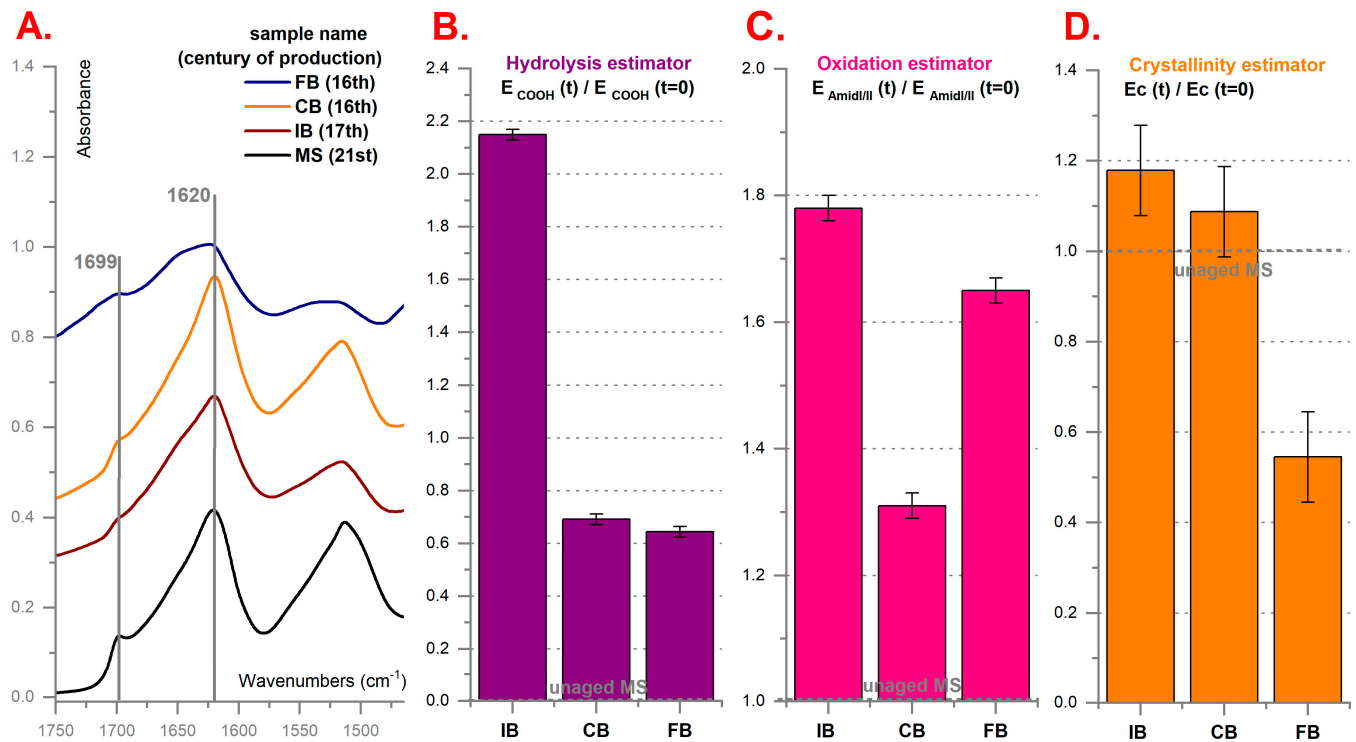 A.
sample name
(century of production)
FB (16th)
CB (16th)
IB (17th)
MS (21st)
Absorbance
1.4
1.2
1.0
0.8
0.6
0.4
0.2
0.0
1620
1699
Wavenumbers (cm⁻¹)
1750 1700 1650 1600 1550 1500
B.
Hydrolysis estimator
E COOH (t) / E COOH (t=0)
2.4
2.2
2.0
1.8
1.6
1.4
1.2
1.0
0.8
0.6
0.4
0.2
0.0
unaged MS
IB CB FB
C.
Oxidation estimator
E AmidI/II (t) / E AmidI/II (t=0)
2.0
1.8
1.6
1.4
1.2
1.0
unaged MS
IB CB FB
D.
Crystallinity estimator
Ec (t) / Ec (t=0)
1.4
1.2
1.0
0.8
0.6
0.4
0.2
0.0
unaged MS
IB CB FB